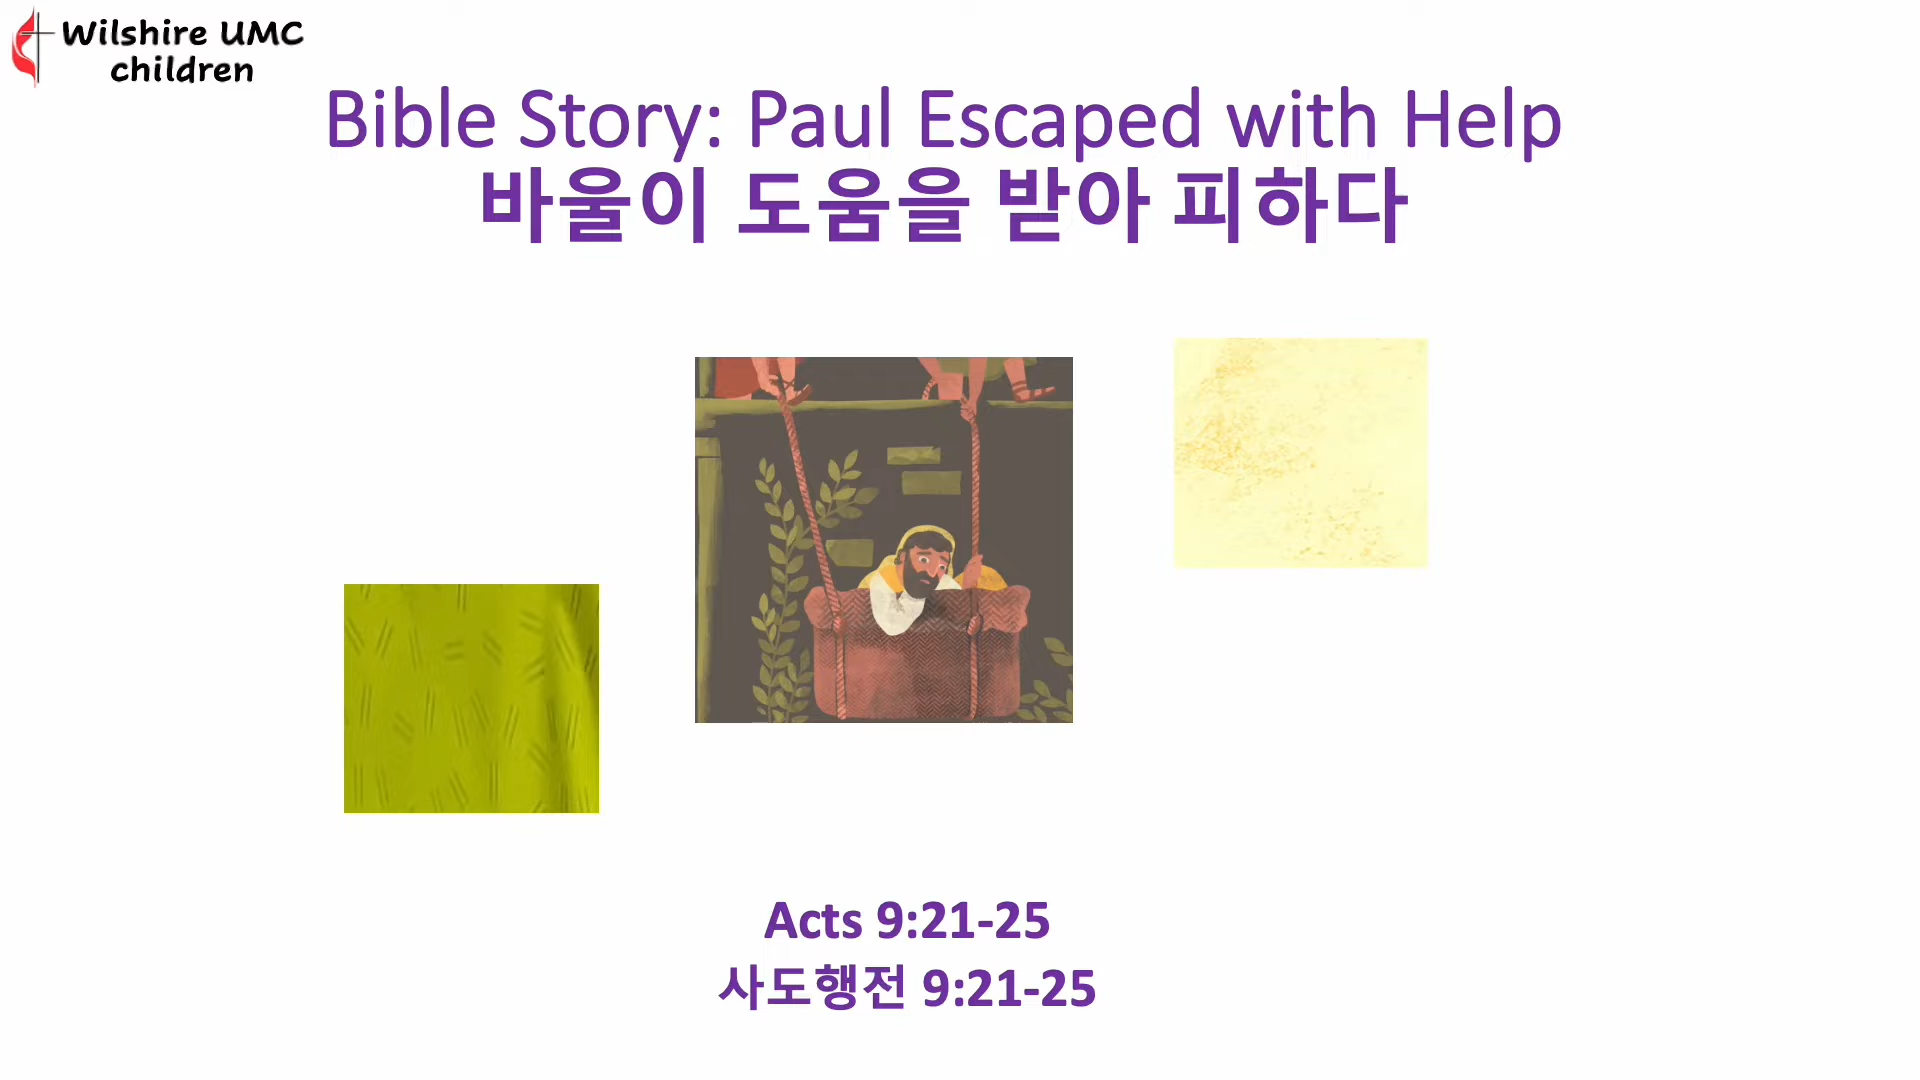 Wilshire UMC
children
Bible Story: Paul Escaped with Help
바울이 도움을 받아 피하다
Acts 9:21-25
사도행전 9:21-25